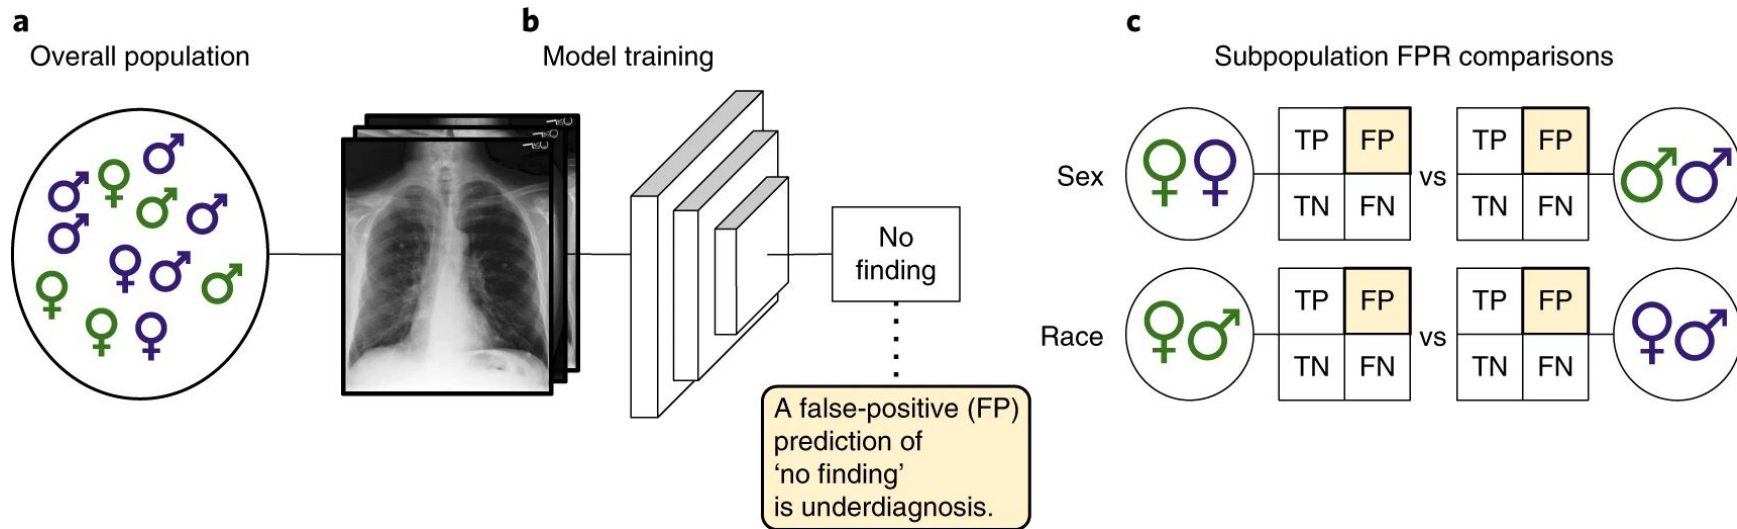 a
Overall population
b
Model training
No
finding
A false-positive (FP)
prediction of
‘no finding’
is underdiagnosis.
c
Subpopulation FPR comparisons
Sex
TP FP
TN FN
vs
TP FP
TN FN
Race
TP FP
TN FN
vs
TP FP
TN FN